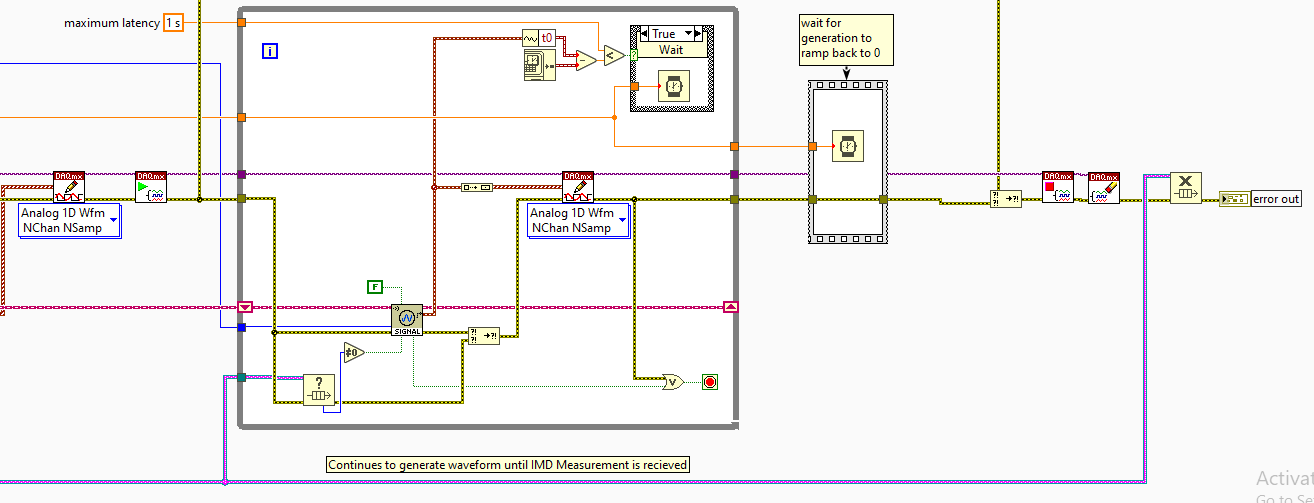 maximum latency 1 s
i
t0
True
Wait
?
wait for
generation to
ramp back to 0
DAQmx
Analog 1D Wfm
NChan NSamp
DAQmx
DAQmx
Analog 1D Wfm
NChan NSamp
DAQmx
DAQmx
error out
F
SIGNAL
≠0
?
V
Continues to generate waveform until IMD Measurement is recieved
Activat
Go to Se